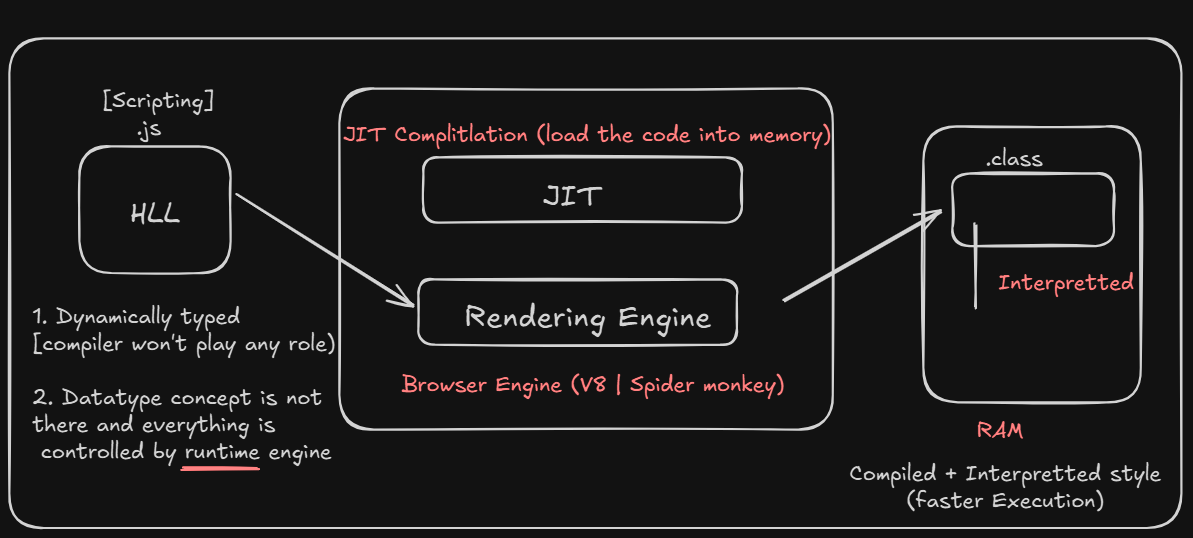 [Scripting]
.js
HLL
1. Dynamically typed
[compiler won't play any role)
2. Datatype concept is not
there and everything is
controlled by runtime engine
JIT Complitlation (load the code into memory)
JIT
Rendering Engine
Browser Engine (V8 | Spider monkey)
.class
Interpretted
RAM
Compiled + Interpretted style
(faster Execution)